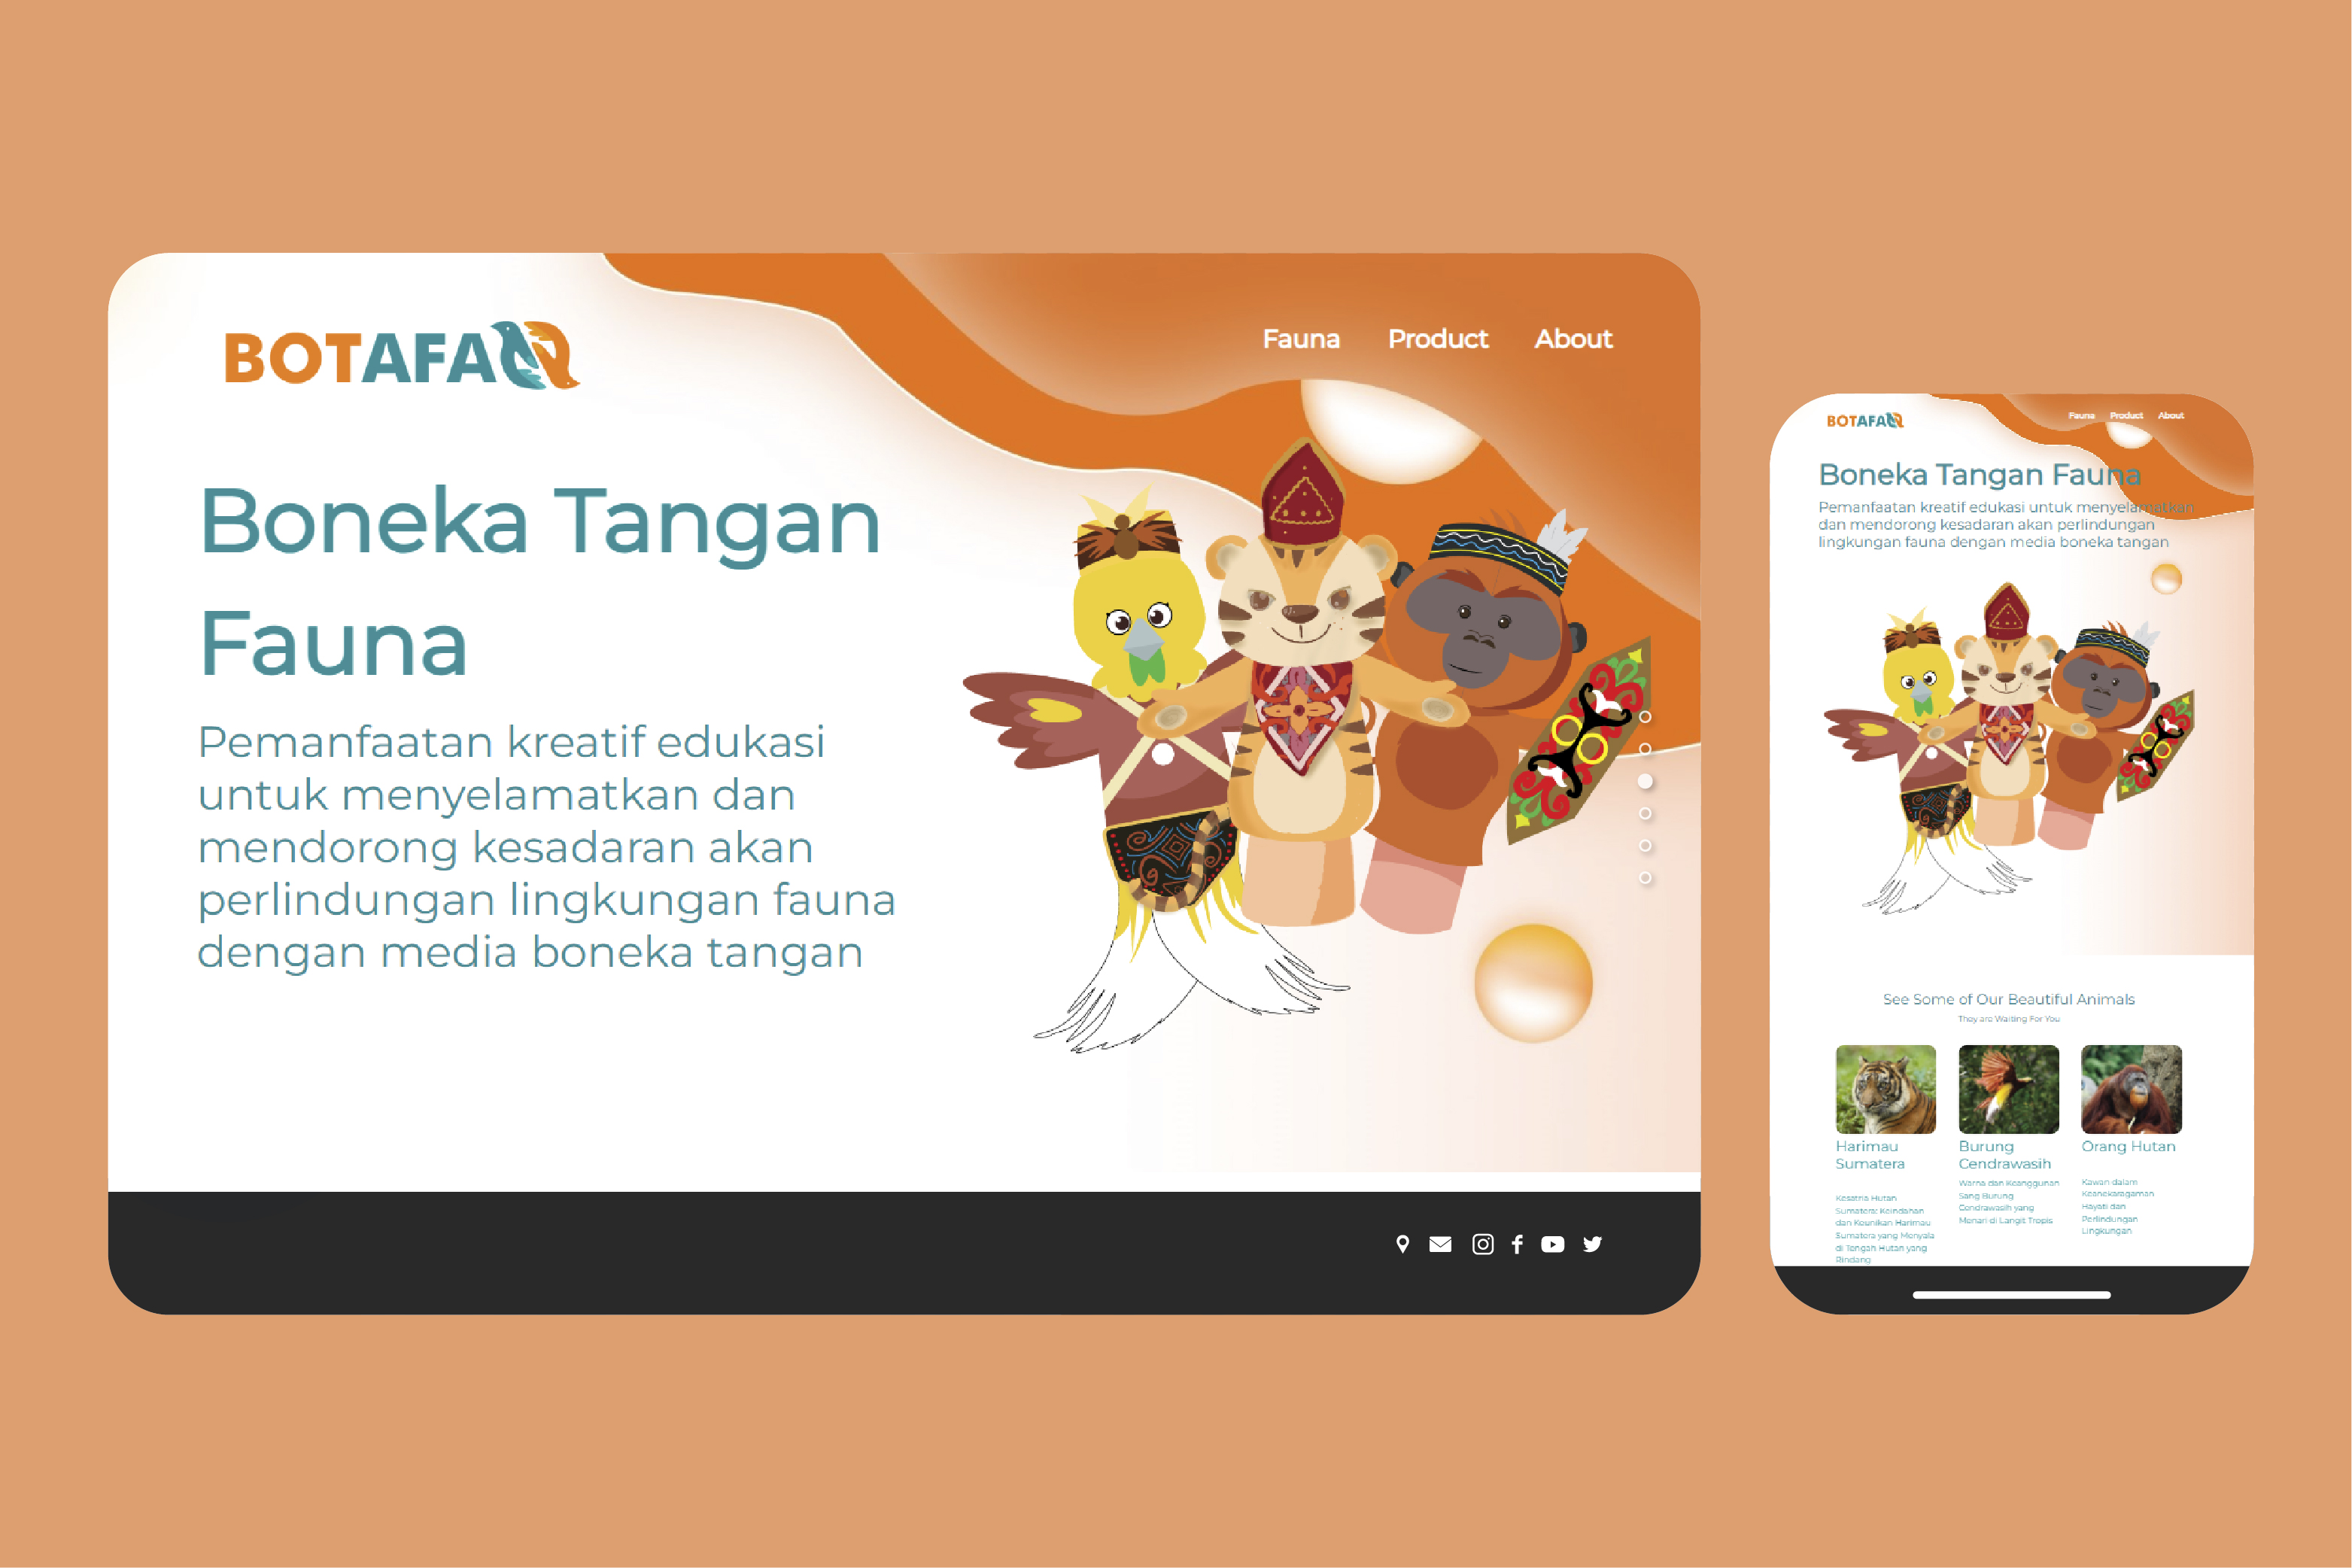 BOTAFAN
Fauna Product About
Boneka Tangan
Fauna
Pemanfaatan kreatif edukasi
untuk menyelamatkan dan
mendorong kesadaran akan
perlindungan lingkungan fauna
dengan media boneka tangan
BOTAFAN
Fauna Product About
Boneka Tangan Fauna
Pemanfaatan kreatif edukasi untuk menyelamatkan
dan mendorong kesadaran akan perlindungan
lingkungan fauna dengan media boneka tangan
See Some of Our Beautiful Animals
They are Waiting For You
Harimau
Sumatera
Kesatria Hutan
Sumatera: Keindahan
dan Keunikan Harimau
Sumatera yang Menyala
di Tengah Hutan yang
Rindang
Burung
Cendrawasih
Warna dan Keanggunan
Sang Burung
Cendrawasih yang
Menari di Langit Tropis
Orang Hutan
Kawan dalam
Keanekaragaman
Hayati dan
Perlindungan
Lingkungan